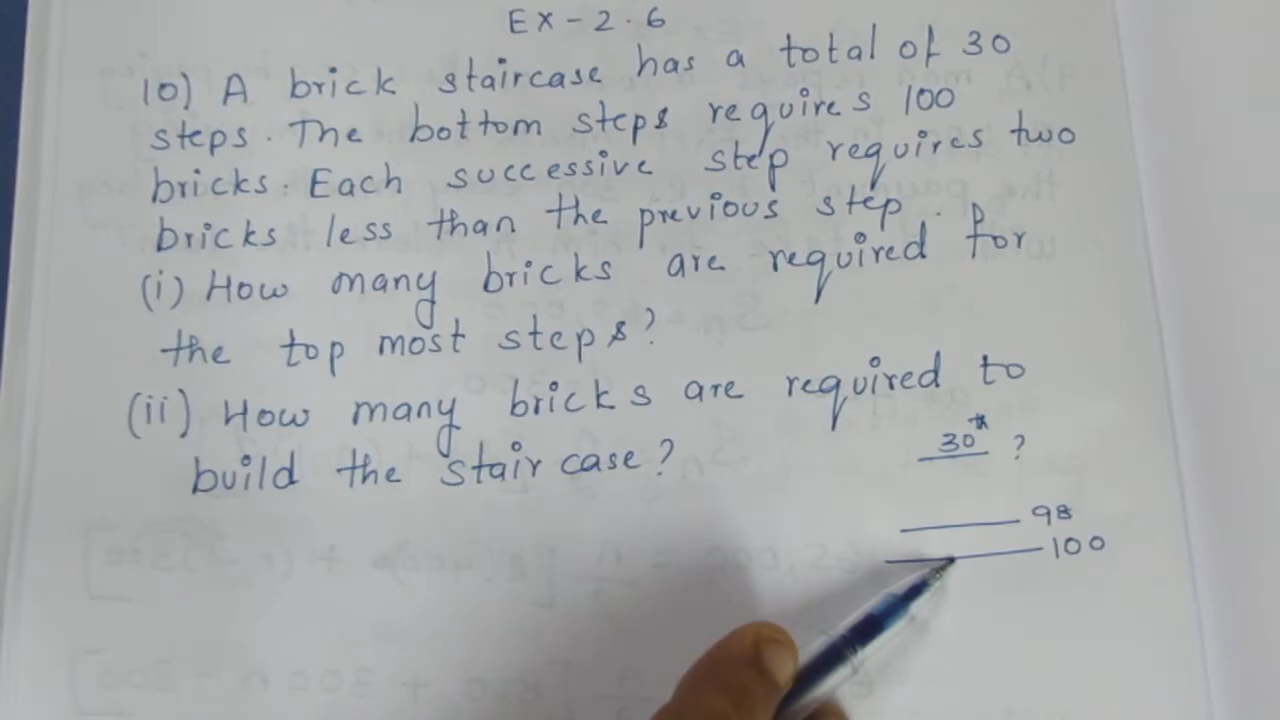 EX - 2.6
10) A brick staircase has a total of 30
steps. The bottom steps requires 100
bricks. Each successive step requires two
bricks less than the previous step.
(i) How many bricks are required for
the top most steps?
(ii) How many bricks are required to
build the stair case?
30th ?
98
100